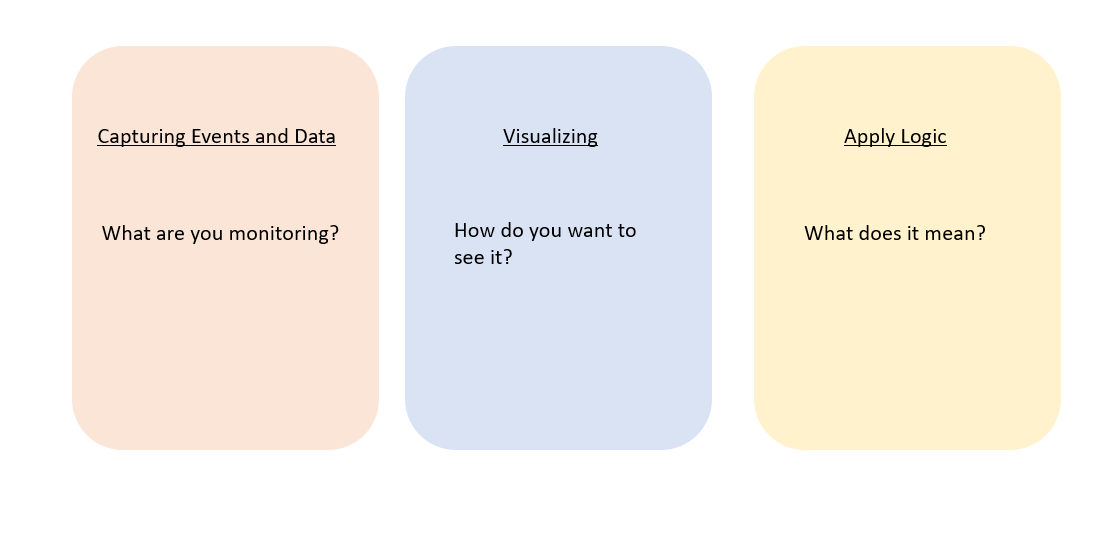 Capturing Events and Data
What are you monitoring?
Visualizing
How do you want to
see it?
Apply Logic
What does it mean?